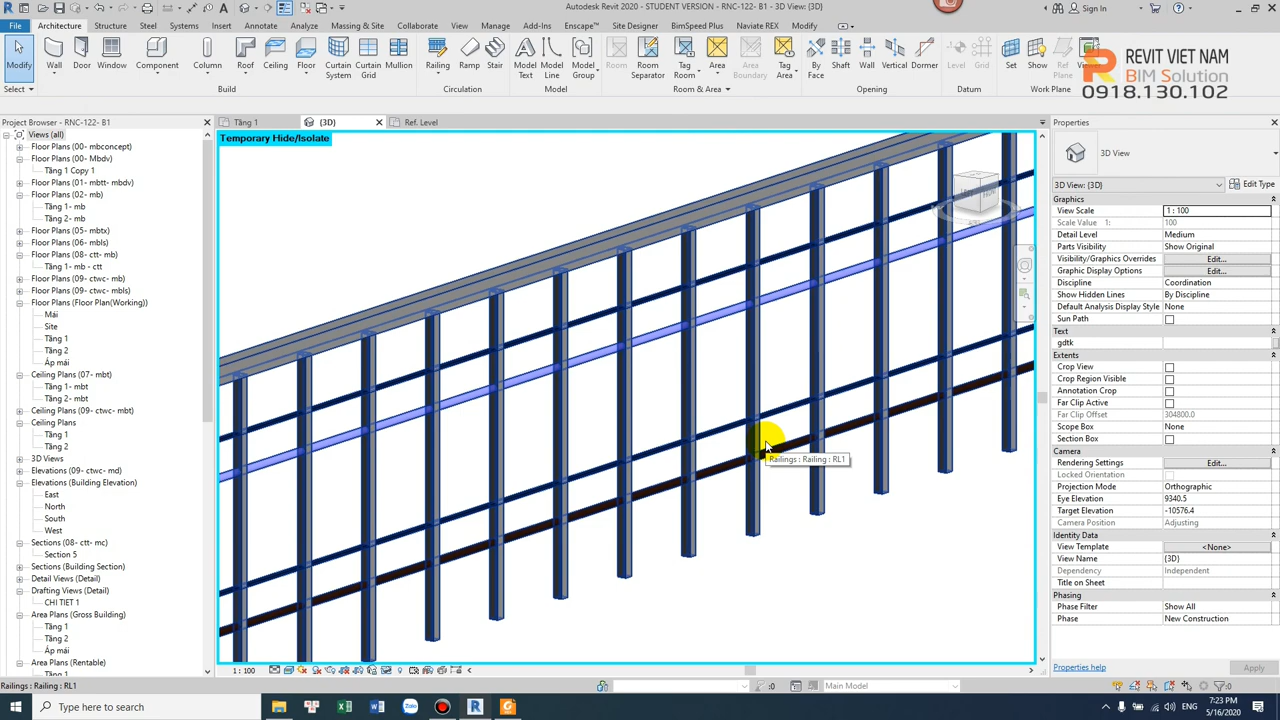 Autodesk Revit 2020 - STUDENT VERSION - RNC-122- B1 - 3D View: {3D}
Sign In
File Architecture Structure Systems Insert Annotate Analyze Massing & Site Collaborate View Manage Add-Ins Enscape™ Site Designer BimSpeed Plus Naviate REX Modify
Modify Wall Door Window Component Column Roof Ceiling Floor Curtain System Curtain Grid Mullion Railing Ramp Stair Model Text Model Line Model Group Room Room Separator Tag Room Area Area Boundary Tag Area By Face Shaft Wall Vertical Dormer Level Grid Set Show Ref Plane Viewer
Select Build Circulation Model Room & Area Opening Datum Work Plane
REVIT VIET NAM
BIM Solution
0918.130.102
Project Browser - RNC-122- B1
Views (all)
Floor Plans (00- mbconcept)
Floor Plans (00- Mbdv)
Tầng 1 Copy 1
Floor Plans (01- mbtt- mbdv)
Floor Plans (02- mb)
Tầng 1- mb
Tầng 2- mb
Floor Plans (05- mbtx)
Floor Plans (06- mbls)
Floor Plans (08- ctt- mb)
Tầng 1- mb - ctt
Floor Plans (09- ctwc- mb)
Floor Plans (09- ctwc- mbls)
Floor Plans (Floor Plan(Working))
Mái
Site
Tầng 1
Tầng 2
Áp mái
Ceiling Plans (07- mbt)
Tầng 1- mbt
Tầng 2- mbt
Ceiling Plans (09- ctwc- mbt)
Ceiling Plans
Tầng 1
Tầng 2
3D Views
Elevations (09- ctwc- mb)
Elevations (Building Elevation)
East
North
South
West
Sections (08- ctt- mc)
Section 5
Sections (Building Section)
Detail Views (Detail)
Drafting Views (Detail)
CHI TIET 1
Area Plans (Gross Building)
Tầng 1
Tầng 2
Áp mái
Area Plans (Rentable)
Tầng 1
Tầng 1 {3D} Ref. Level
Temporary Hide/Isolate
Railings : Railing : RL1
1 : 100
Properties
3D View
3D View: {3D} Edit Type
Graphics
View Scale 1 : 100
Scale Value 1: 100
Detail Level Medium
Parts Visibility Show Original
Visibility/Graphics Overrides Edit...
Graphic Display Options Edit...
Discipline Coordination
Show Hidden Lines By Discipline
Default Analysis Display Style None
Sun Path
Text
gdtk
Extents
Crop View
Crop Region Visible
Annotation Crop
Far Clip Active
Far Clip Offset 304800.0
Scope Box None
Section Box
Camera
Rendering Settings Edit...
Locked Orientation
Projection Mode Orthographic
Eye Elevation 9340.5
Target Elevation -10576.4
Camera Position Adjusting
Identity Data
View Template <None>
View Name {3D}
Dependency Independent
Title on Sheet
Phasing
Phase Filter Show All
Phase New Construction
Properties help Apply
Railings : Railing : RL1 :0 Main Model :0
Type here to search
ENG
7:23 PM
5/16/2020